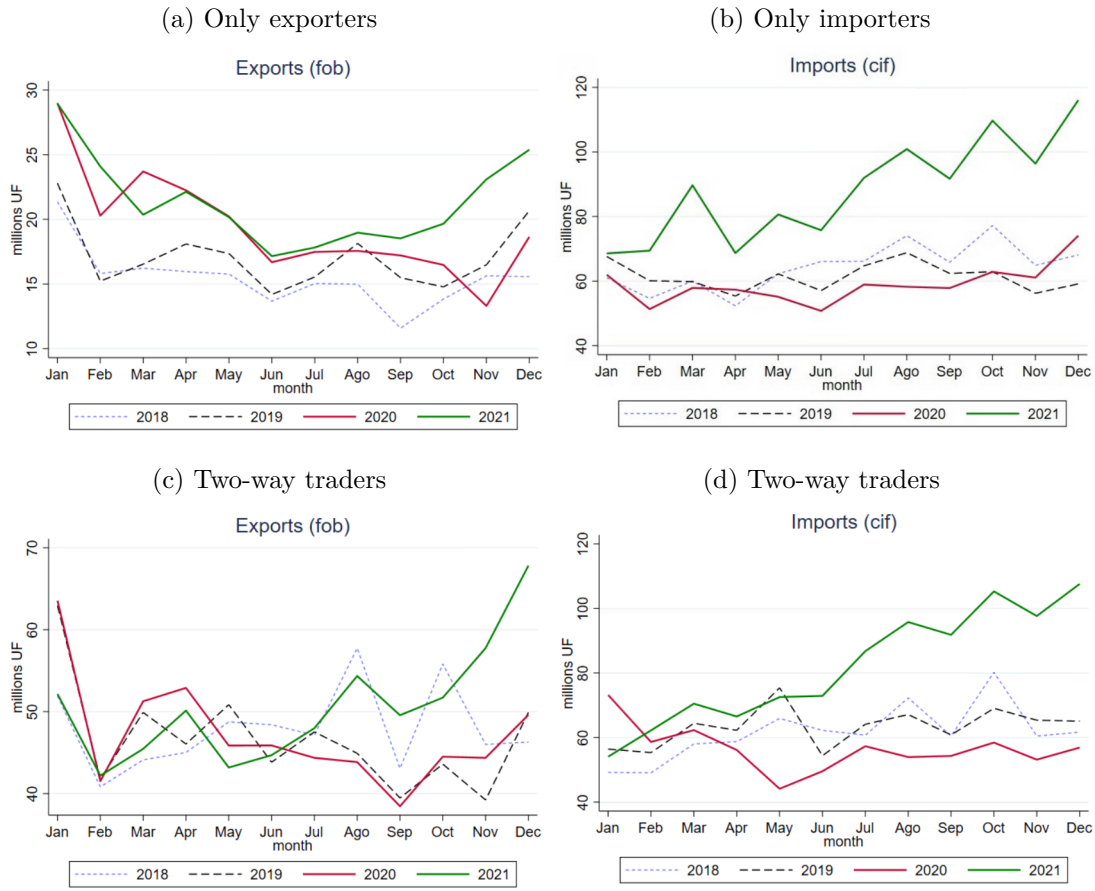 (a) Only exporters
Exports (fob)
millions UF
30
25
20
15
10
Jan Feb Mar Apr May Jun Jul Ago Sep Oct Nov Dec
month
2018 2019 2020 2021
(b) Only importers
Imports (cif)
millions UF
120
100
80
60
40
Jan Feb Mar Apr May Jun Jul Ago Sep Oct Nov Dec
month
2018 2019 2020 2021
(c) Two-way traders
Exports (fob)
millions UF
70
60
50
40
Jan Feb Mar Apr May Jun Jul Ago Sep Oct Nov Dec
month
2018 2019 2020 2021
(d) Two-way traders
Imports (cif)
millions UF
120
100
80
60
40
Jan Feb Mar Apr May Jun Jul Ago Sep Oct Nov Dec
month
2018 2019 2020 2021